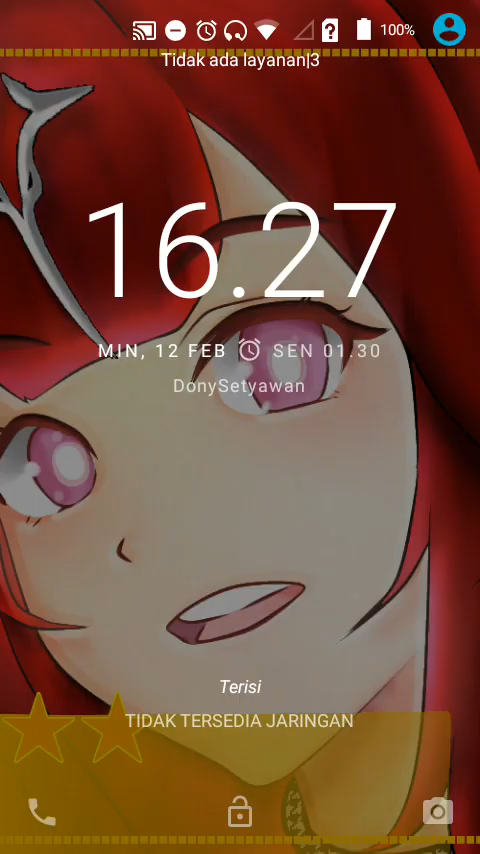 100%
Tidak ada layanan|3
16.27
MIN, 12 FEB SEN 01.30
DonySetyawan
Terisi
TIDAK TERSEDIA JARINGAN